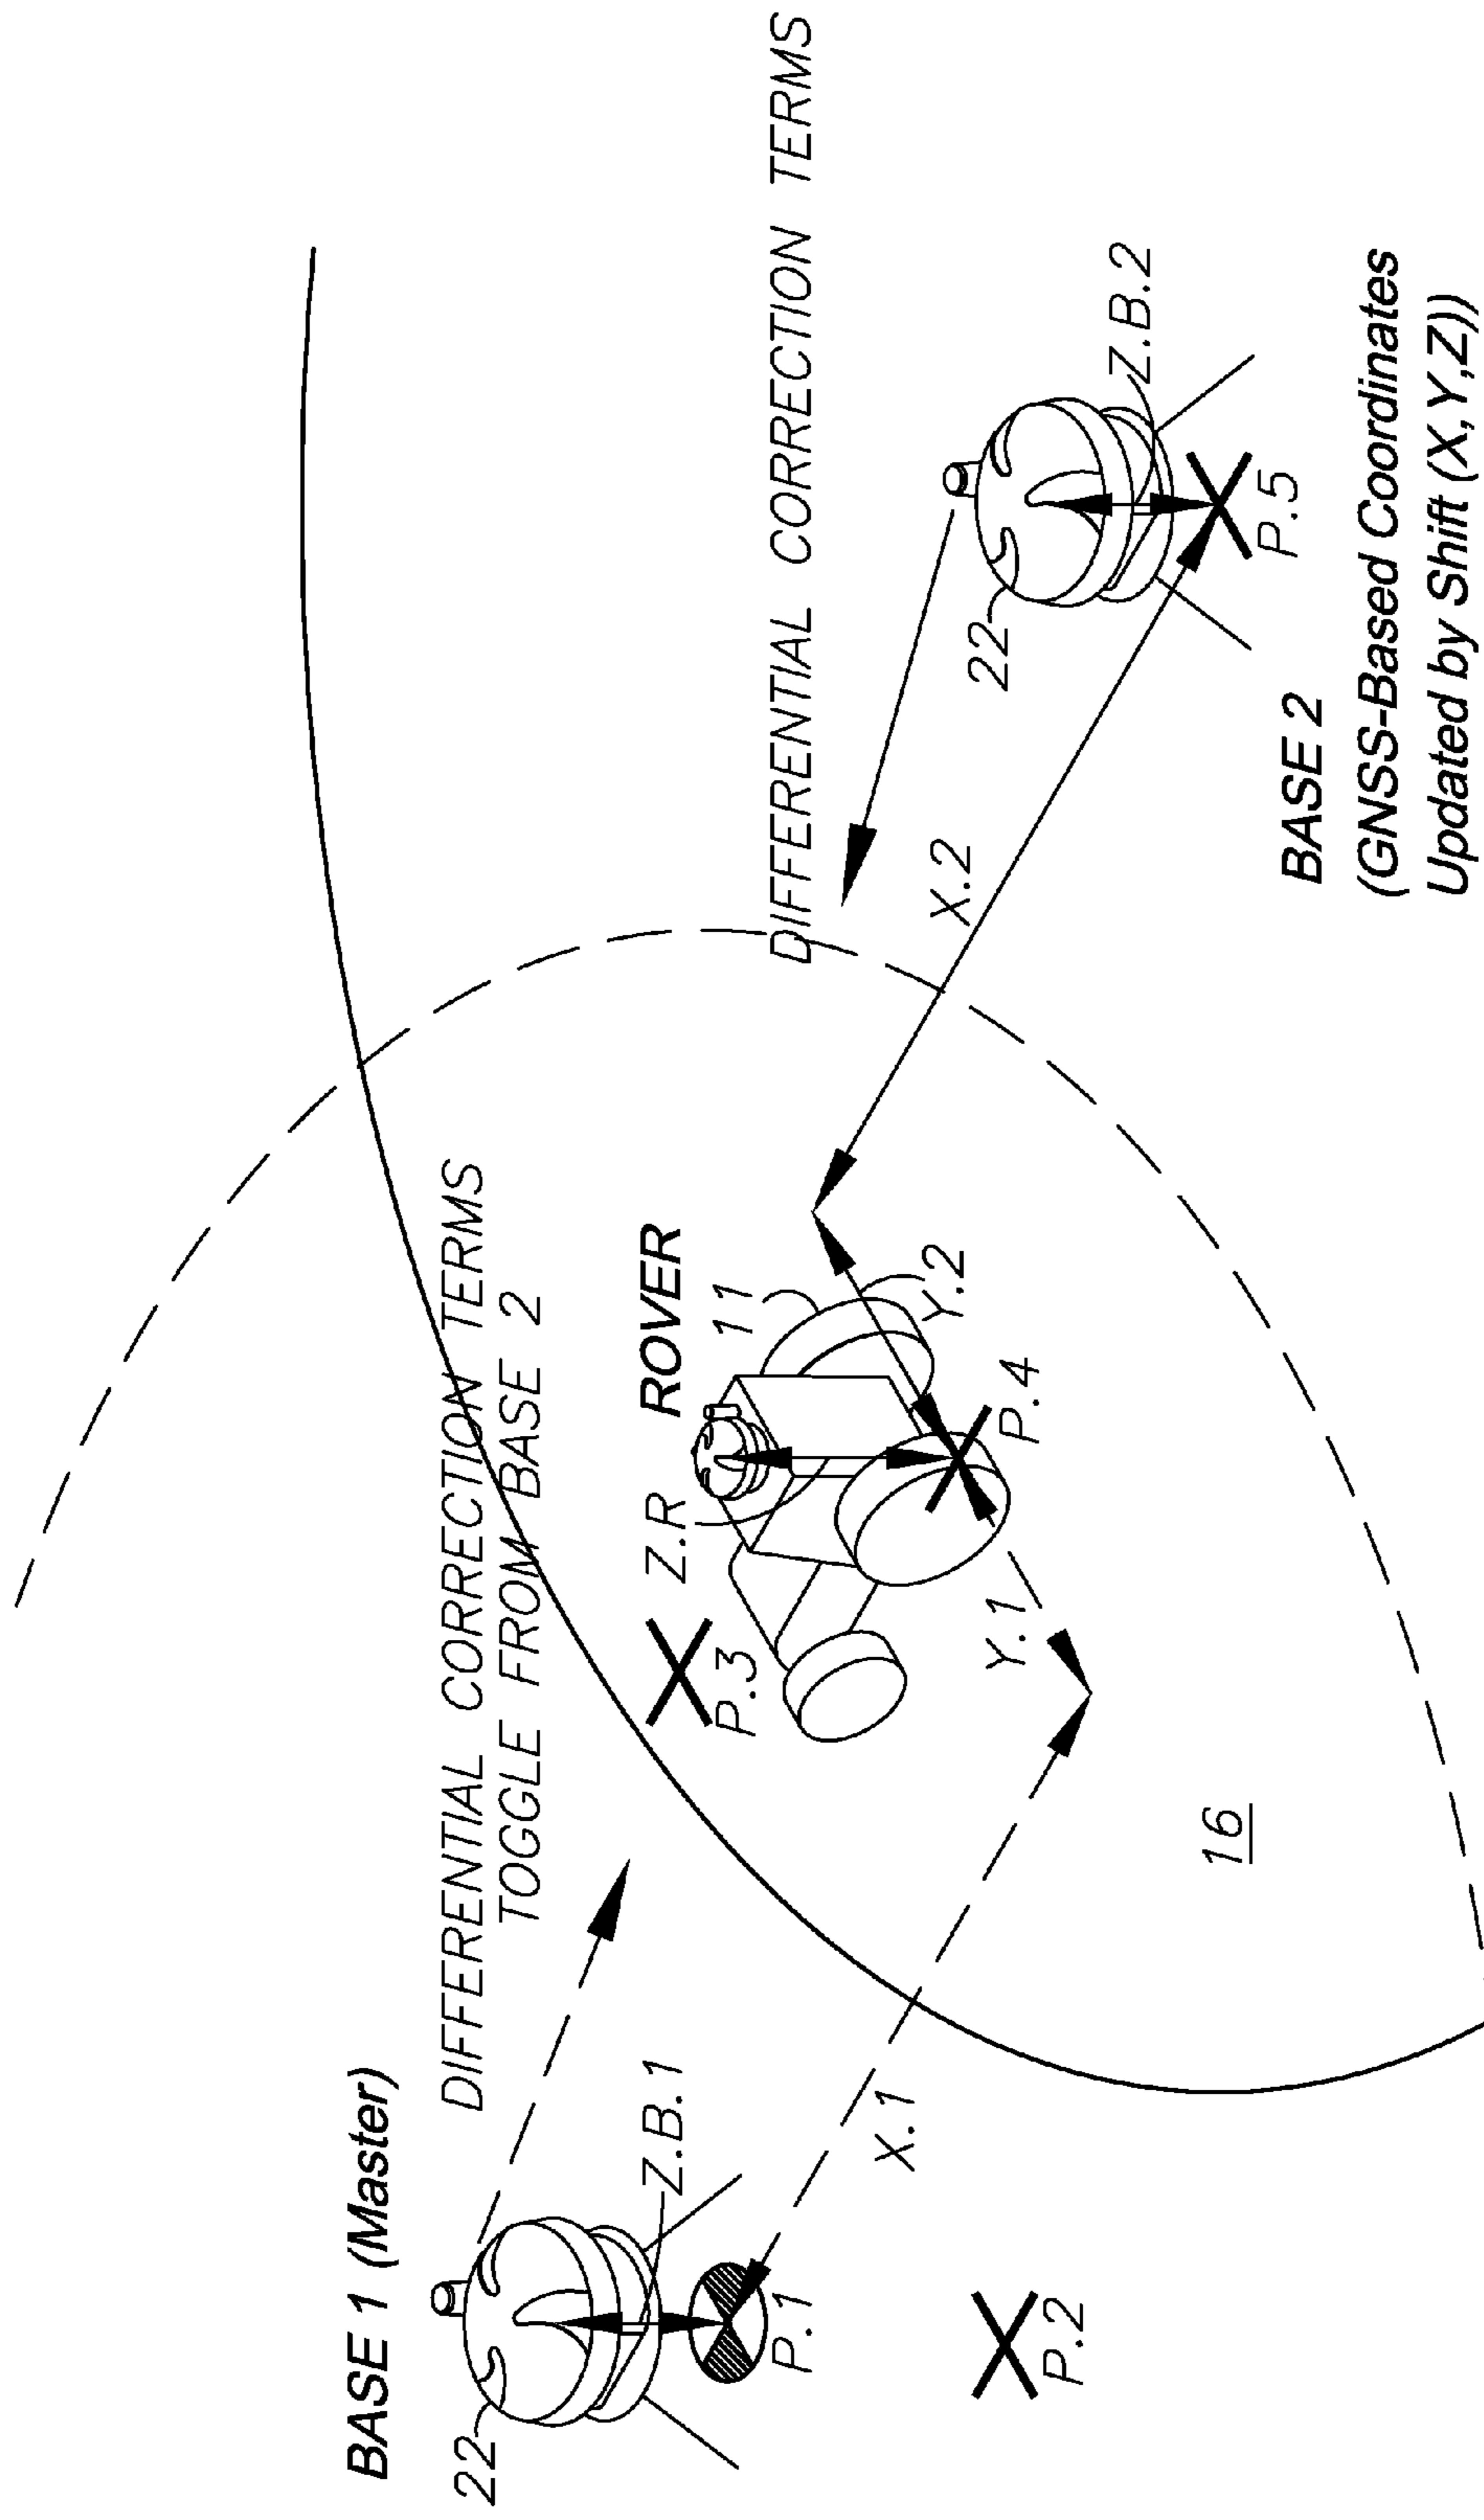 BASE 1 (Master)
22
DIFFERENTIAL CORRECTION TERMS
TOGGLE FROM BASE 2
Z.B.1
P.1
X.1
P.2
P.3
Z.R
ROVER
11
Y.2
P.4
Y.1
16
DIFFERENTIAL CORRECTION TERMS
X.2
22
Z.B.2
P.5
BASE 2
(GNSS-Based Coordinates
Updated by Shift (X,Y,Z))